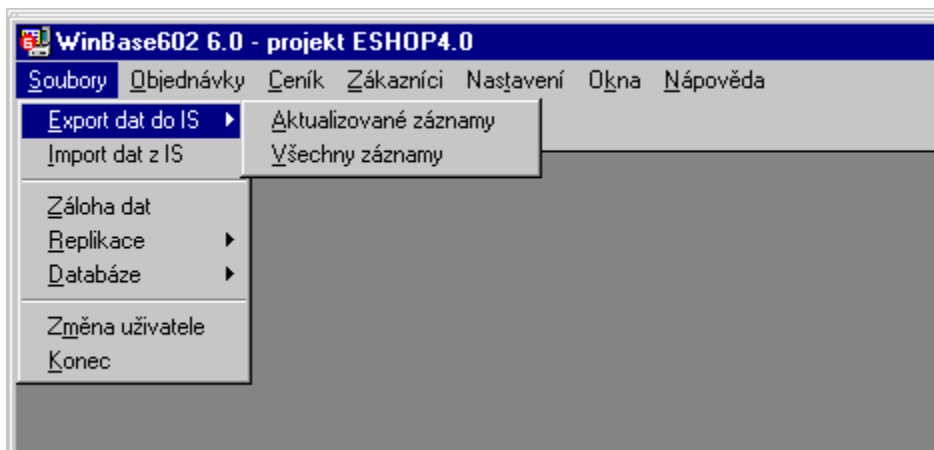 WinBase602 6.0 - projekt ESHOP4.0
Soubory Objednávky Ceník Zákazníci Nastavení Okna Nápověda
Export dat do IS
Import dat z IS
Záloha dat
Replikace
Databáze
Změna uživatele
Konec
Aktualizované záznamy
Všechny záznamy